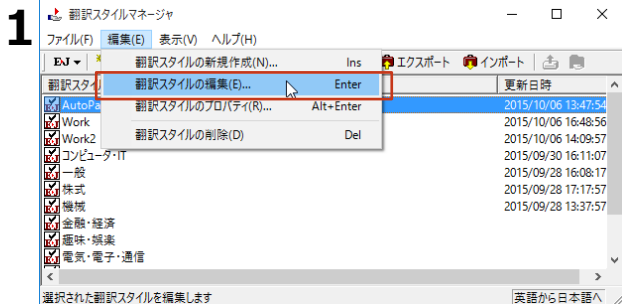 1
翻訳スタイルマネージャ
ファイル(F) 編集(E) 表示(V) ヘルプ(H)
EJ 翻訳スタイルの新規作成(N)... Ins エクスポート インポート
翻訳スタイ 翻訳スタイルの編集(E)... Enter 更新日時
AutoPa 翻訳スタイルのプロパティ(R)... Alt+Enter 2015/10/06 13:47:54
Work 2015/10/06 16:48:56
Work2 翻訳スタイルの削除(D) Del 2015/10/06 14:09:57
コンピュータ・IT 2015/09/30 16:11:07
一般 2015/09/28 16:08:17
株式 2015/09/28 17:17:57
機械 2015/09/28 13:37:57
金融・経済
趣味・娯楽
電気・電子・通信
選択された翻訳スタイルを編集します 英語から日本語へ